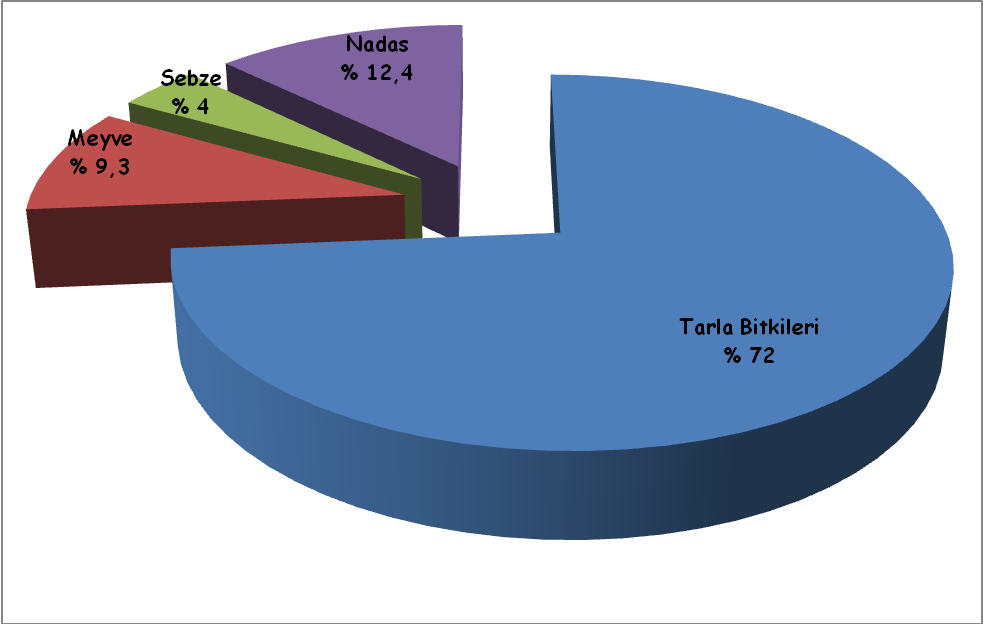 Nadas
% 12,4
Sebze
% 4
Meyve
% 9,3
Tarla Bitkileri
% 72